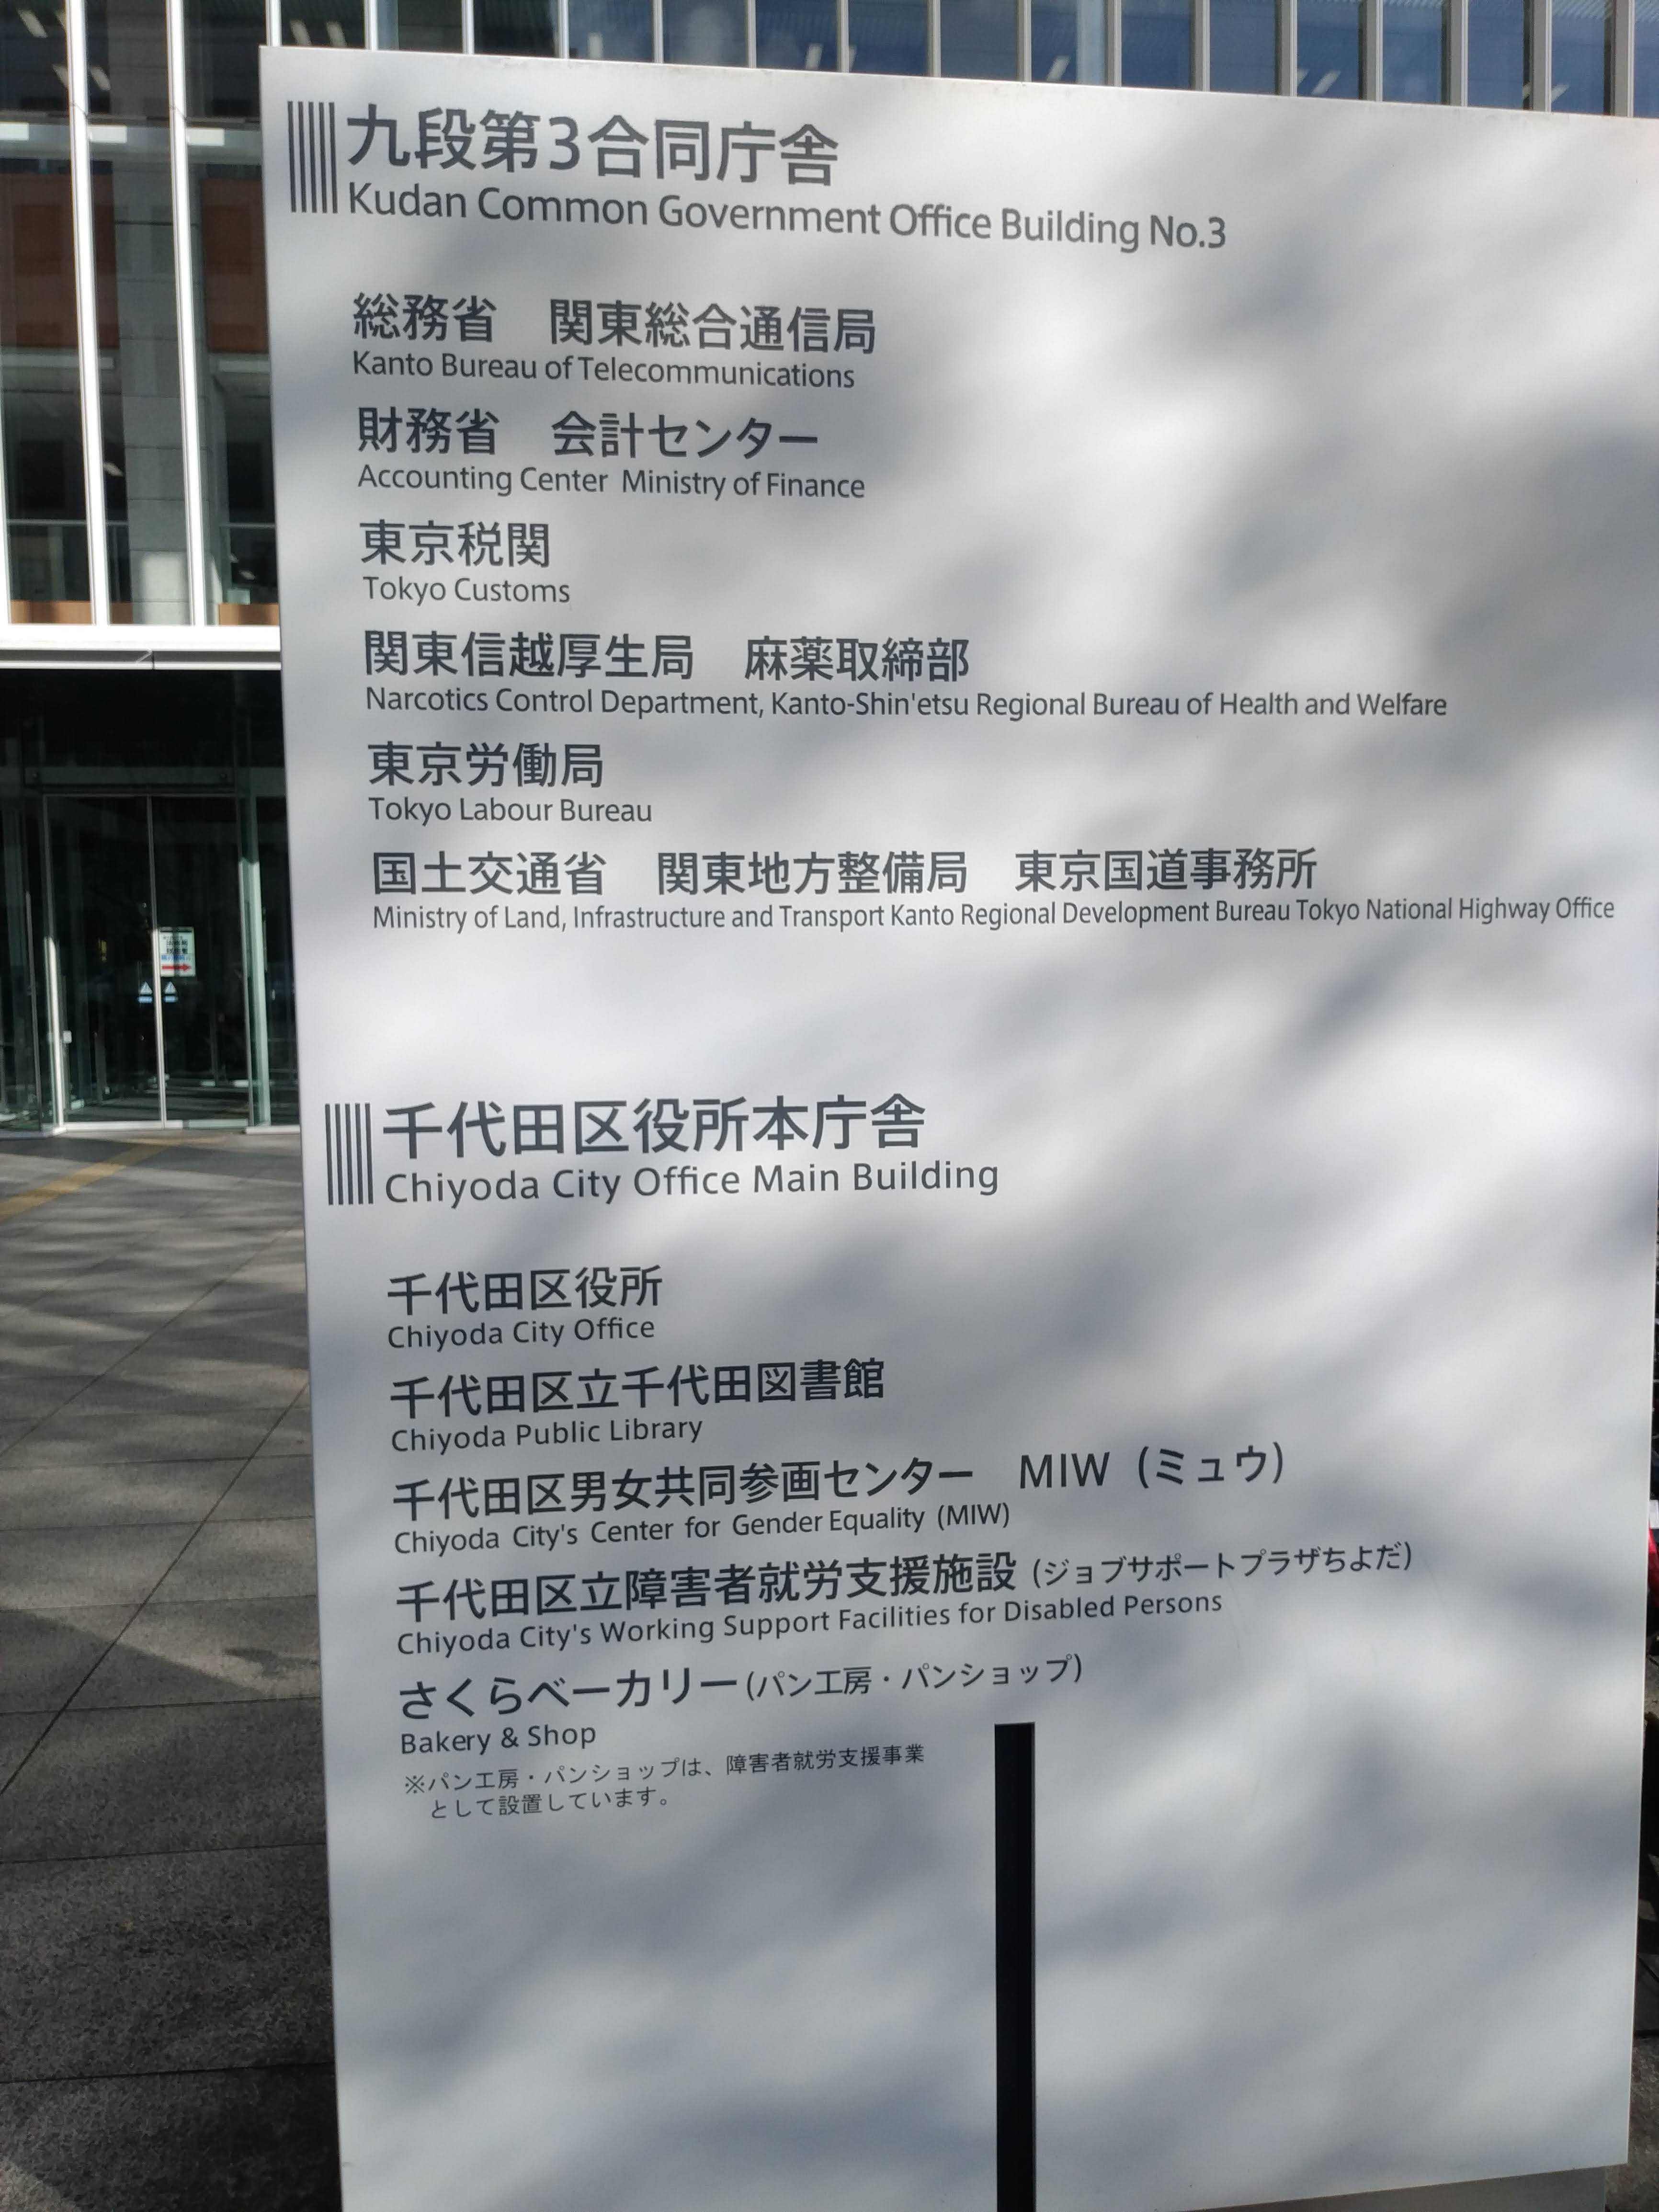 九段第3合同庁舎
Kudan Common Government Office Building No.3
総務省　関東総合通信局
Kanto Bureau of Telecommunications
財務省　会計センター
Accounting Center Ministry of Finance
東京税関
Tokyo Customs
関東信越厚生局　麻薬取締部
Narcotics Control Department, Kanto-Shin'etsu Regional Bureau of Health and Welfare
東京労働局
Tokyo Labour Bureau
国土交通省　関東地方整備局　東京国道事務所
Ministry of Land, Infrastructure and Transport Kanto Regional Development Bureau Tokyo National Highway Office
千代田区役所本庁舎
Chiyoda City Office Main Building
千代田区役所
Chiyoda City Office
千代田区立千代田図書館
Chiyoda Public Library
千代田区男女共同参画センター　MIW（ミュウ）
Chiyoda City's Center for Gender Equality (MIW)
千代田区立障害者就労支援施設（ジョブサポートプラザちよだ）
Chiyoda City's Working Support Facilities for Disabled Persons
さくらベーカリー（パン工房・パンショップ）
Bakery & Shop
※パン工房・パンショップは、障害者就労支援事業
として設置しています。